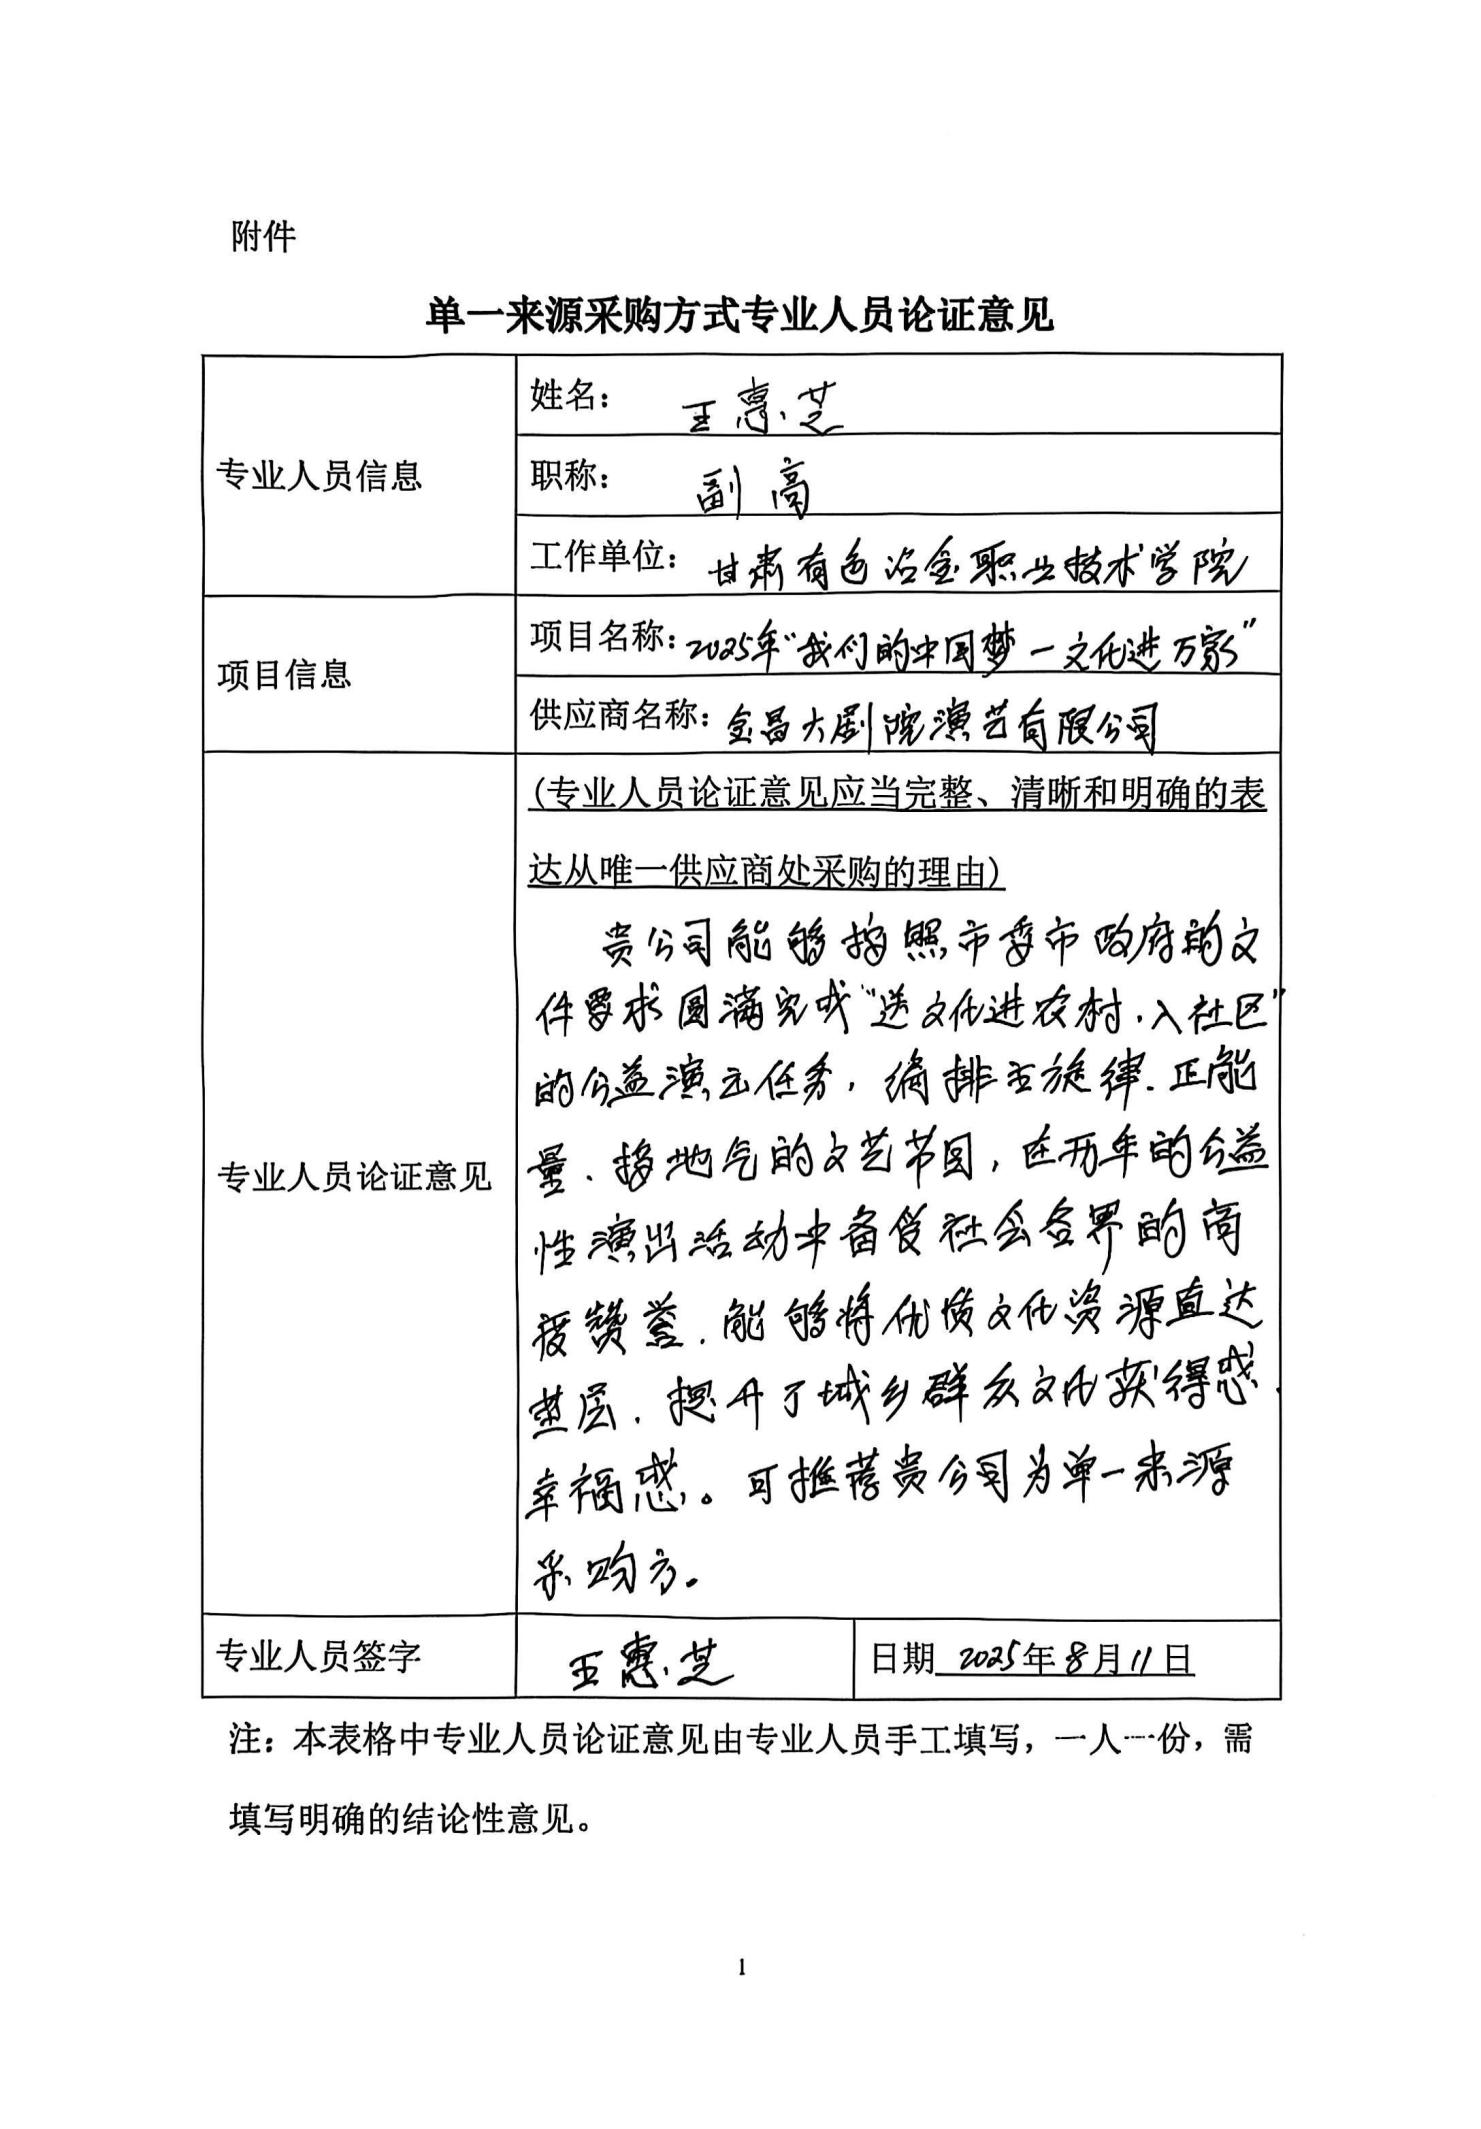 附件
单一来源采购方式专业人员论证意见
专业人员信息
姓名： 王惠芝
职称： 副高
工作单位：甘肃有色冶金职业技术学院
项目信息
项目名称：2025年“我们的中国梦—文化进万家”
供应商名称：金昌大剧院演艺有限公司
专业人员论证意见
(专业人员论证意见应当完整、清晰和明确的表
达从唯一供应商处采购的理由)
贵公司能够按照市委市政府的文
件要求圆满完成“送文化进农村、入社区”
的公益演出任务，编排主旋律、正能
量、接地气的文艺节目，在历年的公益
性演出活动中备受社会各界的高
度赞誉，能够将优质文化资源直达
基层，提升了城乡群众文化获得感、
幸福感。可推荐贵公司为单一来源
采购方。
专业人员签字
王惠芝
日期 2025年8月11日
注：本表格中专业人员论证意见由专业人员手工填写，一人一份，需
填写明确的结论性意见。
1